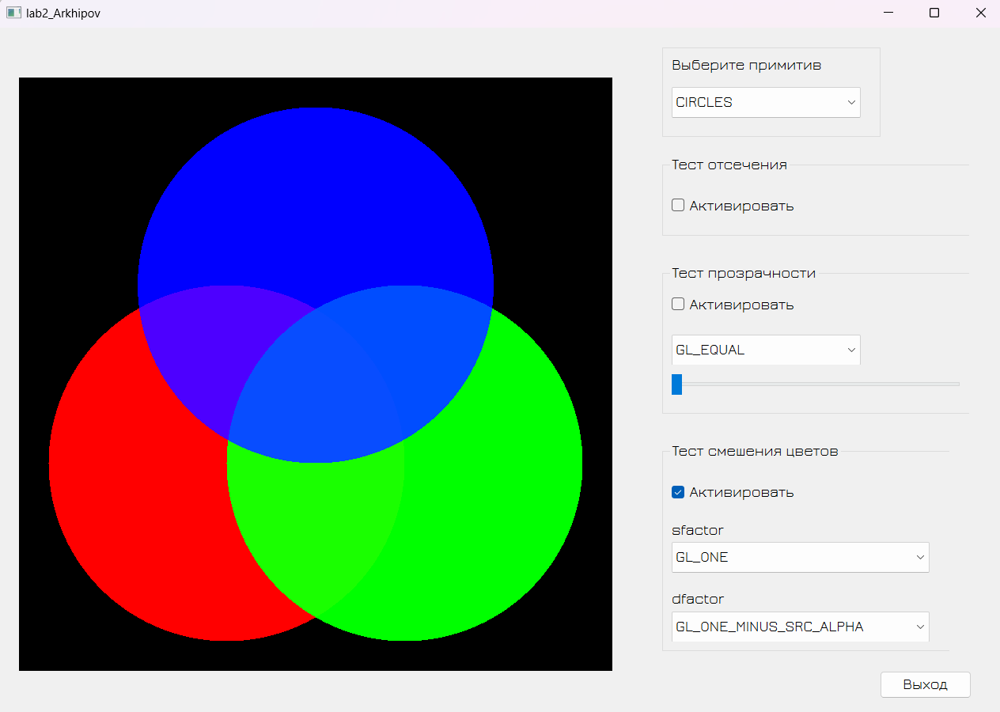 lab2_Arkhipov
Выберите примитив
CIRCLES
Тест отсечения
Активировать
Тест прозрачности
Активировать
GL_EQUAL
Тест смешения цветов
Активировать
sfactor
GL_ONE
dfactor
GL_ONE_MINUS_SRC_ALPHA
Выход